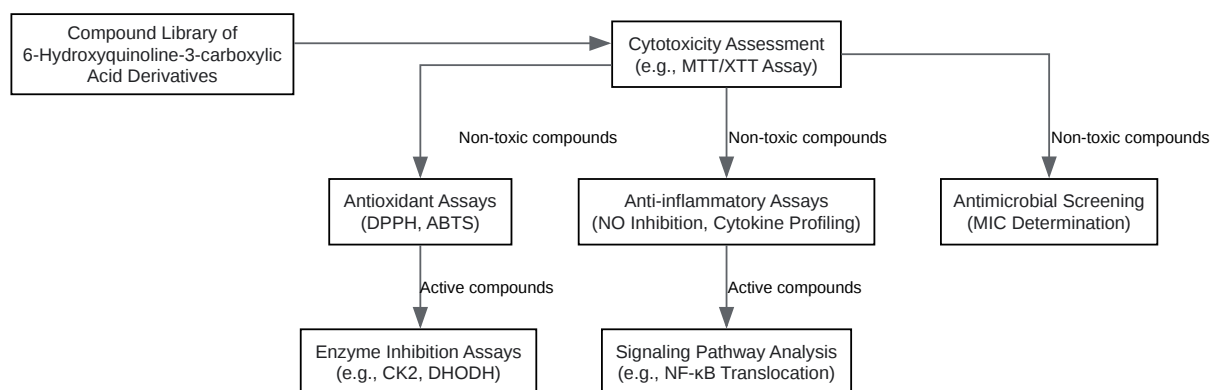 Compound Library of
6-Hydroxyquinoline-3-carboxylic
Acid Derivatives
Cytotoxicity Assessment
(e.g., MTT/XTT Assay)
Non-toxic compounds
Non-toxic compounds
Non-toxic compounds
Antioxidant Assays
(DPPH, ABTS)
Anti-inflammatory Assays
(NO Inhibition, Cytokine Profiling)
Antimicrobial Screening
(MIC Determination)
Active compounds
Active compounds
Enzyme Inhibition Assays
(e.g., CK2, DHODH)
Signaling Pathway Analysis
(e.g., NF-κB Translocation)